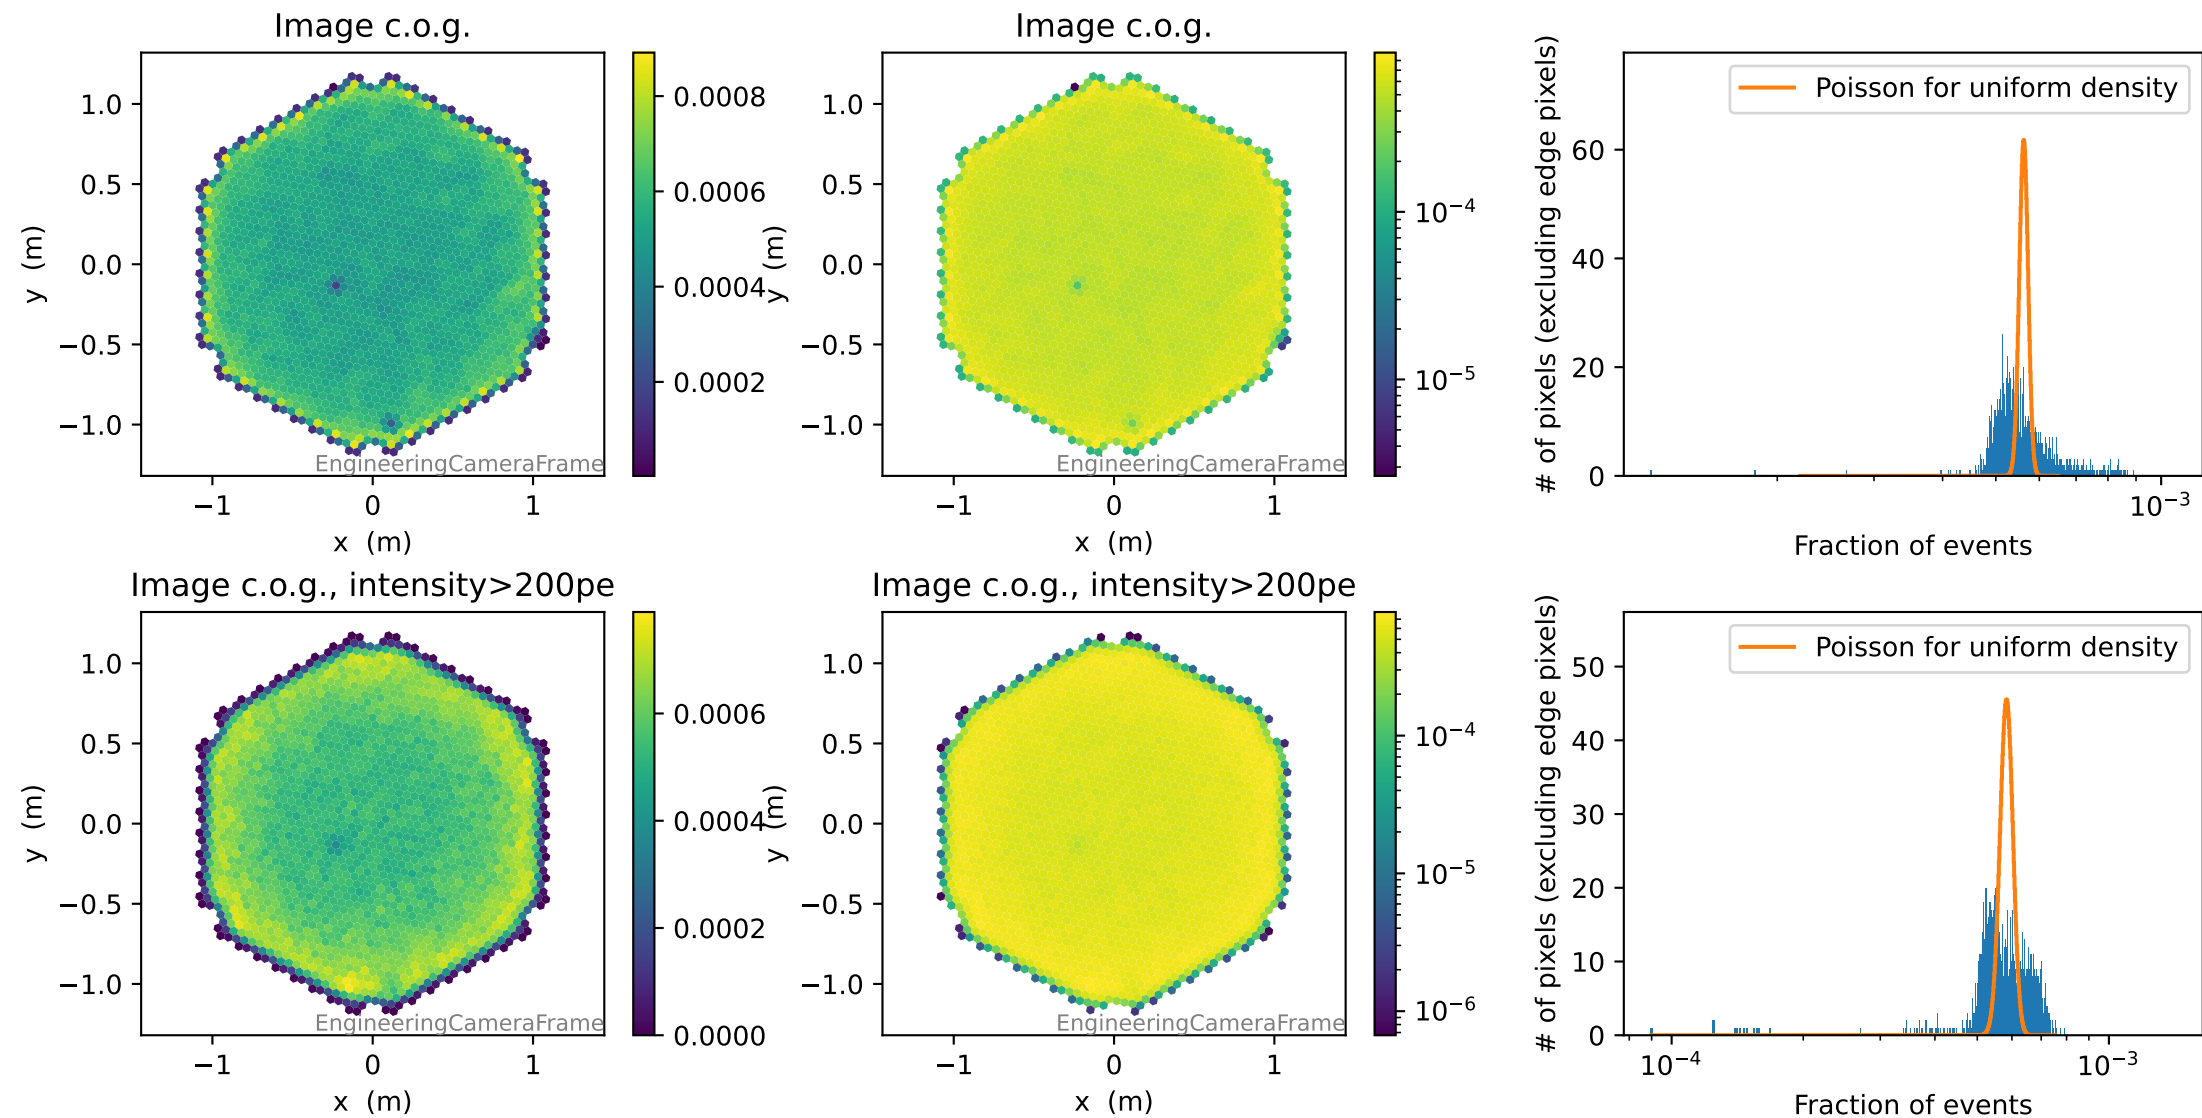 Image c.o.g.
y (m)
1.0
0.5
0.0
−0.5
−1.0
−1
0
1
x (m)
EngineeringCameraFrame
0.0008
0.0006
0.0004
0.0002
Image c.o.g.
y (m)
1.0
0.5
0.0
−0.5
−1.0
−1
0
1
x (m)
EngineeringCameraFrame
10⁻⁴
10⁻⁵
# of pixels (excluding edge pixels)
60
40
20
0
Poisson for uniform density
10⁻³
Fraction of events
Image c.o.g., intensity>200pe
y (m)
1.0
0.5
0.0
−0.5
−1.0
−1
0
1
x (m)
EngineeringCameraFrame
0.0006
0.0004
0.0002
0.0000
Image c.o.g., intensity>200pe
y (m)
1.0
0.5
0.0
−0.5
−1.0
−1
0
1
x (m)
EngineeringCameraFrame
10⁻⁴
10⁻⁵
10⁻⁶
# of pixels (excluding edge pixels)
50
40
30
20
10
0
Poisson for uniform density
10⁻⁴
10⁻³
Fraction of events